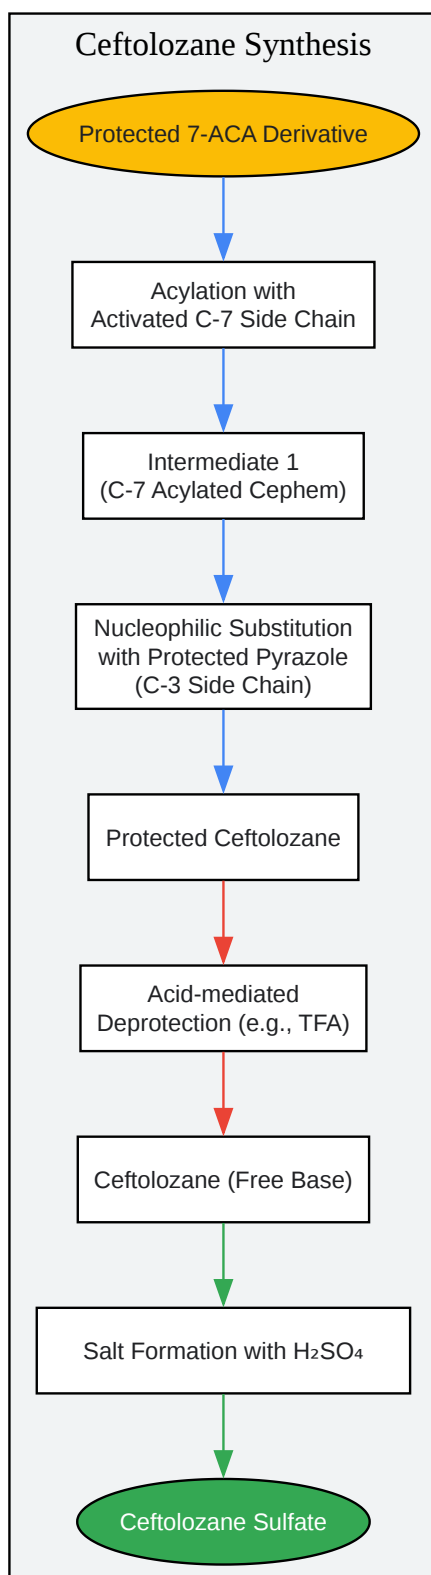 Ceftolozane Synthesis
Protected 7-ACA Derivative
Acylation with
Activated C-7 Side Chain
Intermediate 1
(C-7 Acylated Cephem)
Nucleophilic Substitution
with Protected Pyrazole
(C-3 Side Chain)
Protected Ceftolozane
Acid-mediated
Deprotection (e.g., TFA)
Ceftolozane (Free Base)
Salt Formation with H₂SO₄
Ceftolozane Sulfate